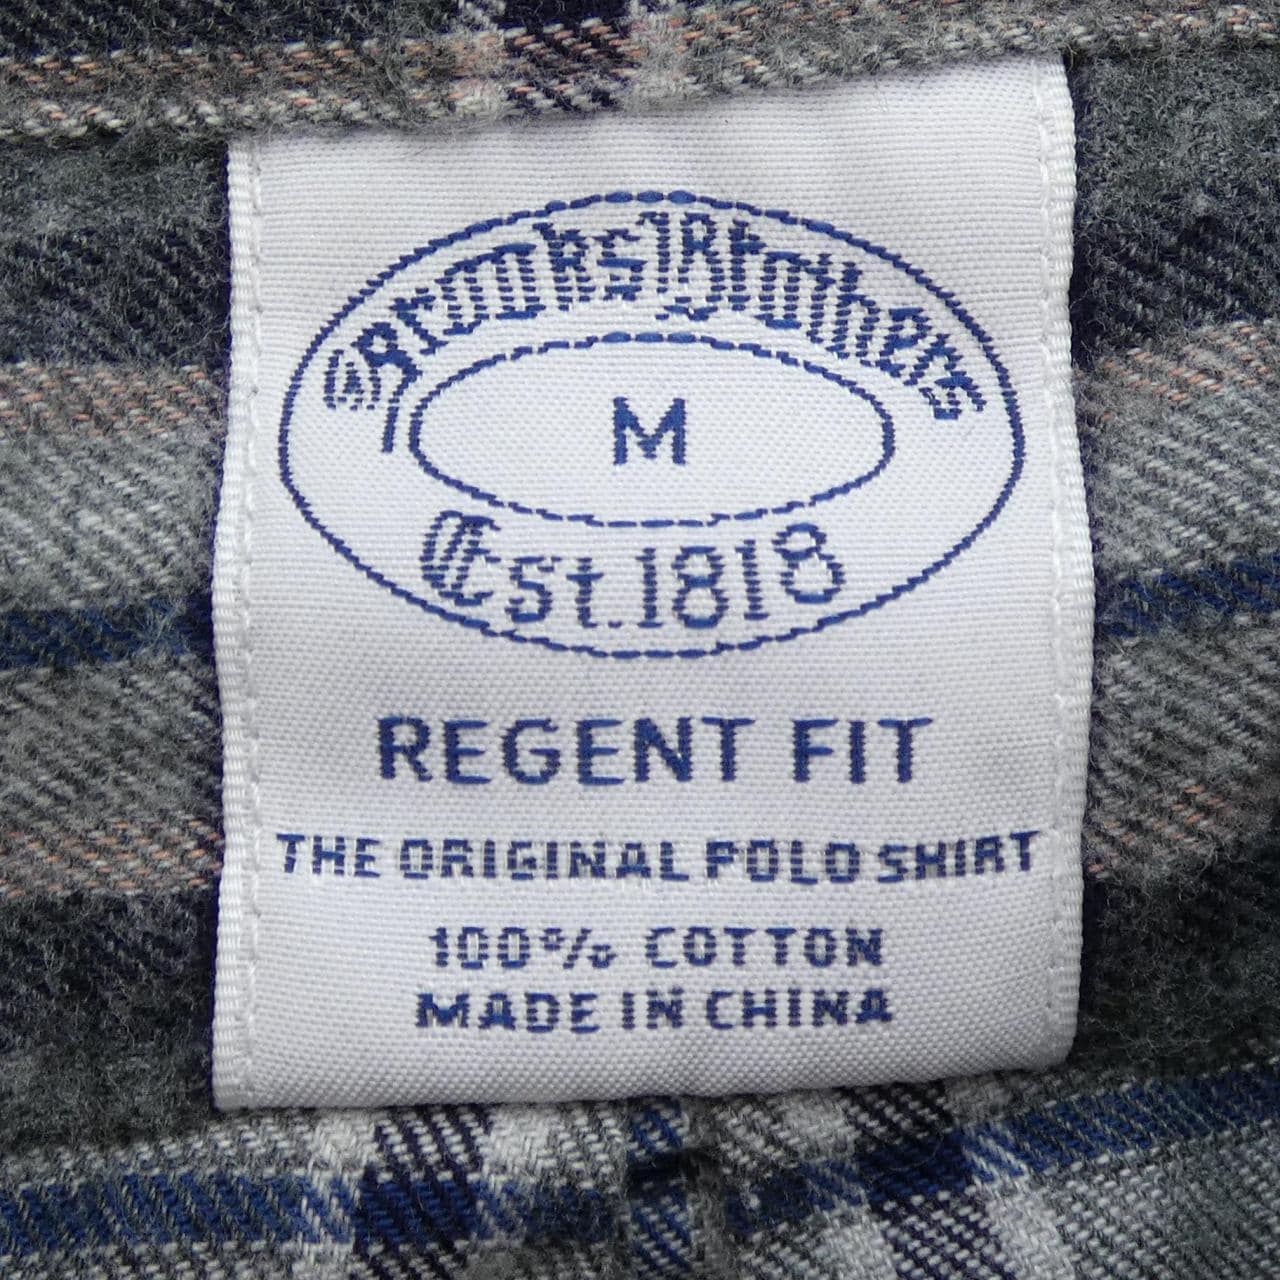 Brooks Brothers
M
Est. 1818
REGENT FIT
THE ORIGINAL POLO SHIRT
100% COTTON
MADE IN CHINA